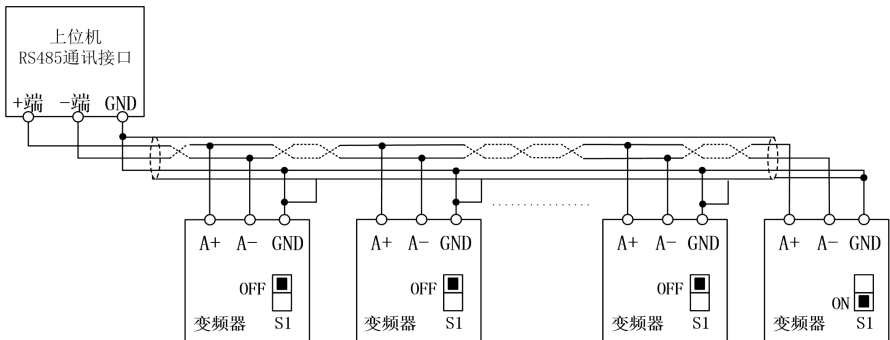 上位机
RS485通讯接口
+端 -端 GND
A+ A- GND
OFF
变频器 S1
A+ A- GND
OFF
变频器 S1
A+ A- GND
OFF
变频器 S1
A+ A- GND
ON
变频器 S1